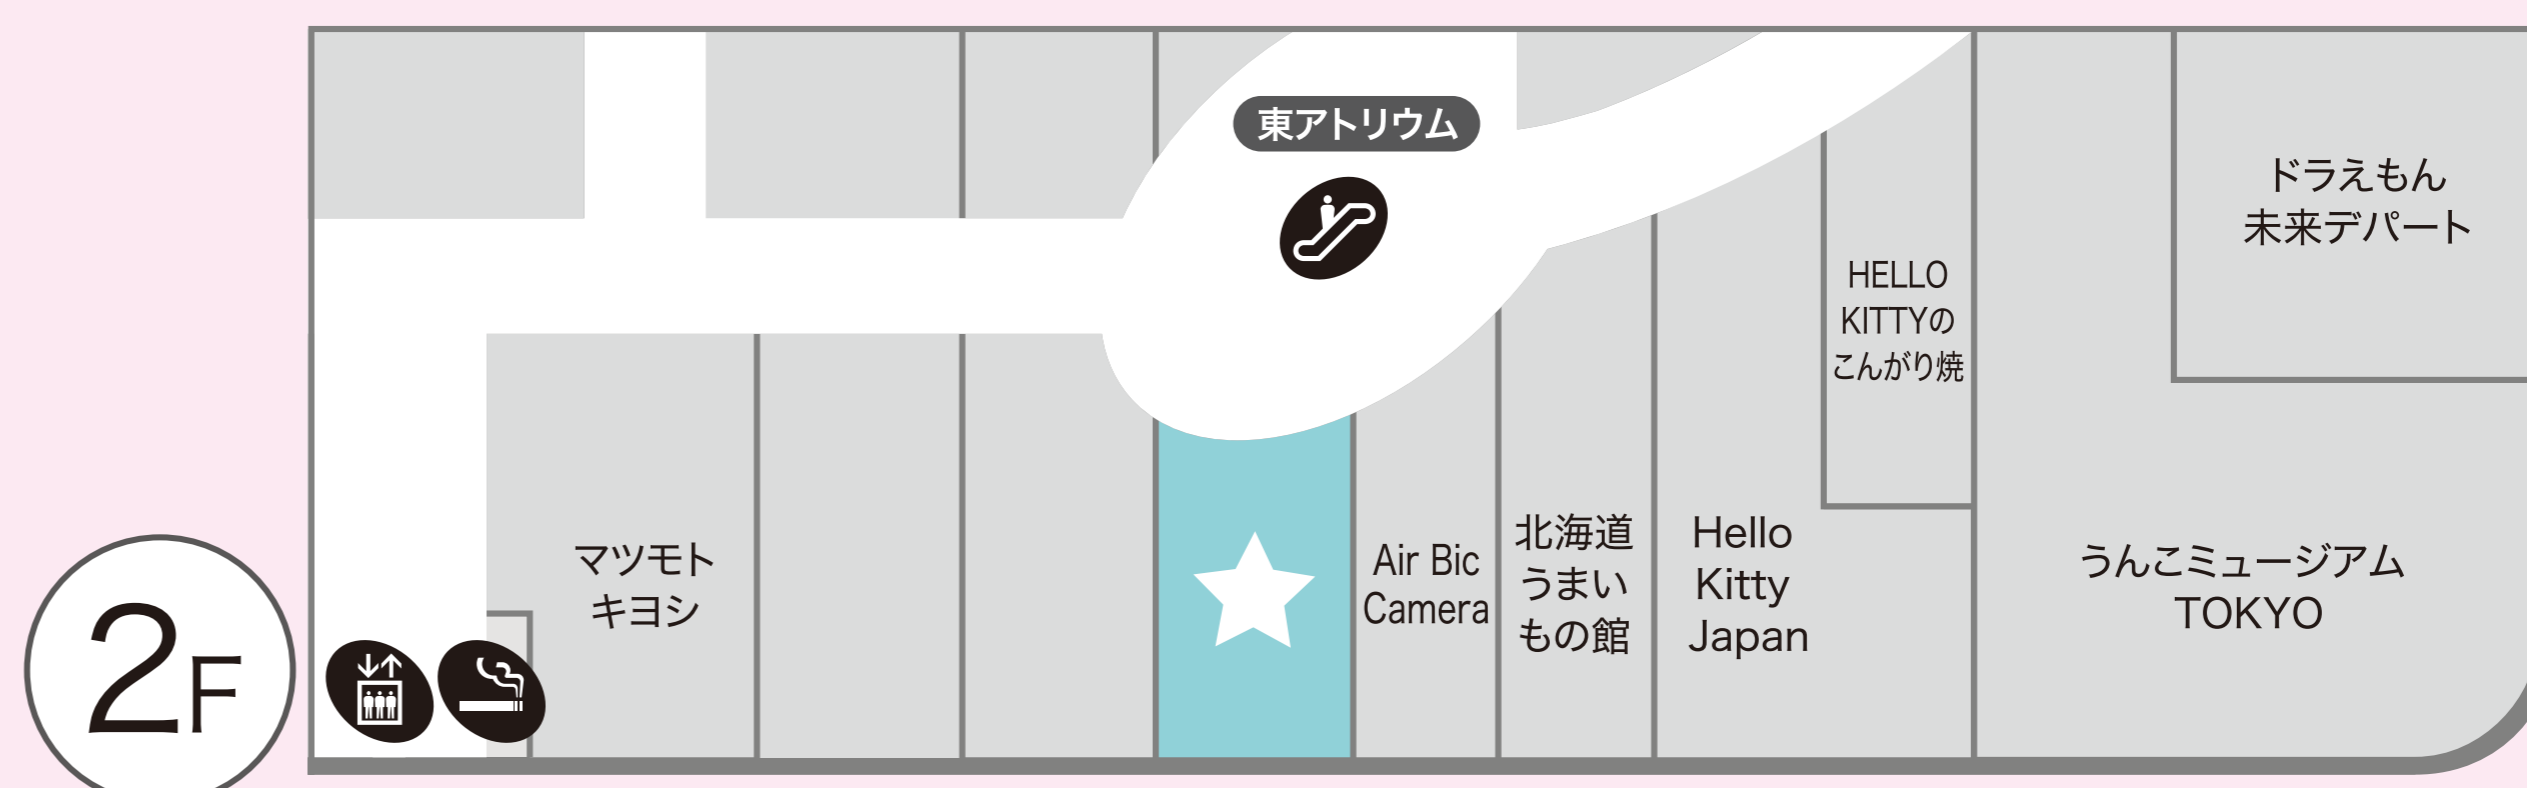 東アトリウム
ドラえもん
未来デパート
HELLO
KITTYの
こんがり焼
マツモト
キヨシ
Air Bic
Camera
北海道
うまい
もの館
Hello
Kitty
Japan
うんこミュージアム
TOKYO
2F